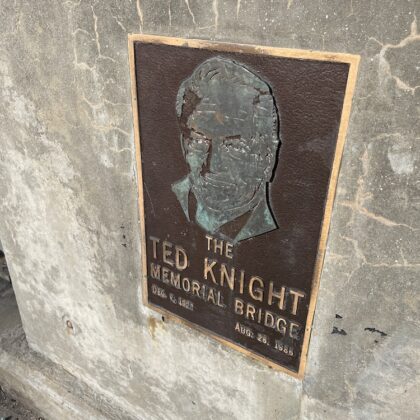 THE
TED KNIGHT
MEMORIAL BRIDGE
DEC. 7, 1923
AUG. 26, 1986